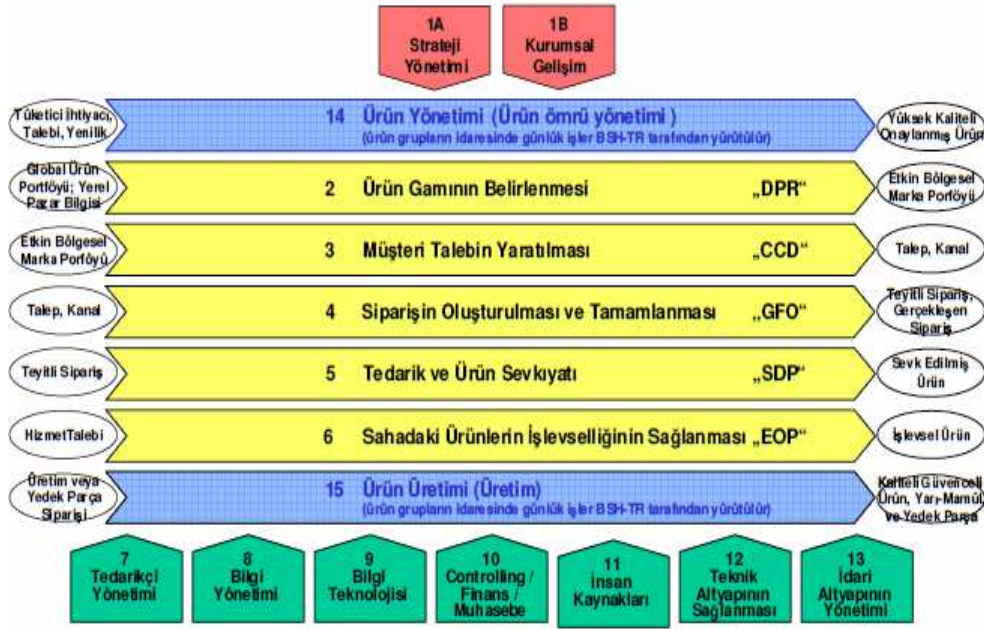 1A
Strateji
Yönetimi
1B
Kurumsal
Gelişim
Tüketici İhtiyacı,
Talebi, Yenilik
14 Ürün Yönetimi (Ürün ömrü yönetimi )
(ürün grupların idaresinde günlük işler BSH-TR tarafından yürütülür)
Yüksek Kaliteli
Onaylanmış Ürün
Global Ürün
Portföyü; Yerel
Pazar Bilgisi
2 Ürün Gamının Belirlenmesi „DPR“
Etkin Bölgesel
Marka Porföyü
Etkin Bölgesel
Marka Porföyü
3 Müşteri Talebin Yaratılması „CCD“
Talep, Kanal
Talep, Kanal
4 Siparişin Oluşturulması ve Tamamlanması „GFO“
Teyitli Sipariş,
Gerçekleşen
Sipariş
Teyitli Sipariş
5 Tedarik ve Ürün Sevkıyatı „SDP“
Sevk Edilmiş
Ürün
HizmetTalebi
6 Sahadaki Ürünlerin İşlevselliğinin Sağlanması „EOP“
İşlevsel Ürün
Üretim veya
Yedek Parça
Siparişi
15 Ürün Üretimi (Üretim)
(ürün grupların idaresinde günlük işler BSH-TR tarafından yürütülür)
Kaliteli Güvenceli
Ürün, Yarı-Mamül,
ve Yedek Parça
7
Tedarikçi
Yönetimi
8
Bilgi
Yönetimi
9
Bilgi
Teknolojisi
10
Controlling /
Finans /
Muhasebe
11
İnsan
Kaynakları
12
Teknik
Altyapının
Sağlanması
13
İdari
Altyapının
Yönetimi